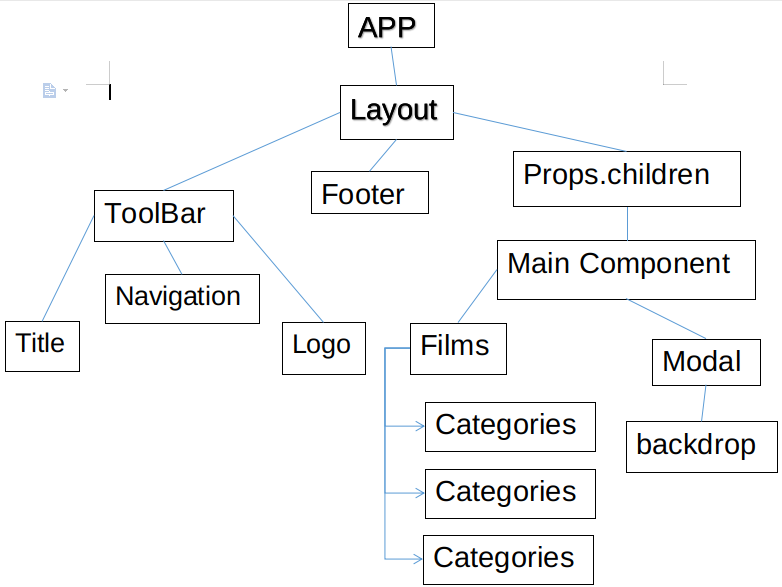 APP
Layout
Props.children
Footer
ToolBar
Main Component
Navigation
Title
Logo
Films
Modal
Categories
backdrop
Categories
Categories